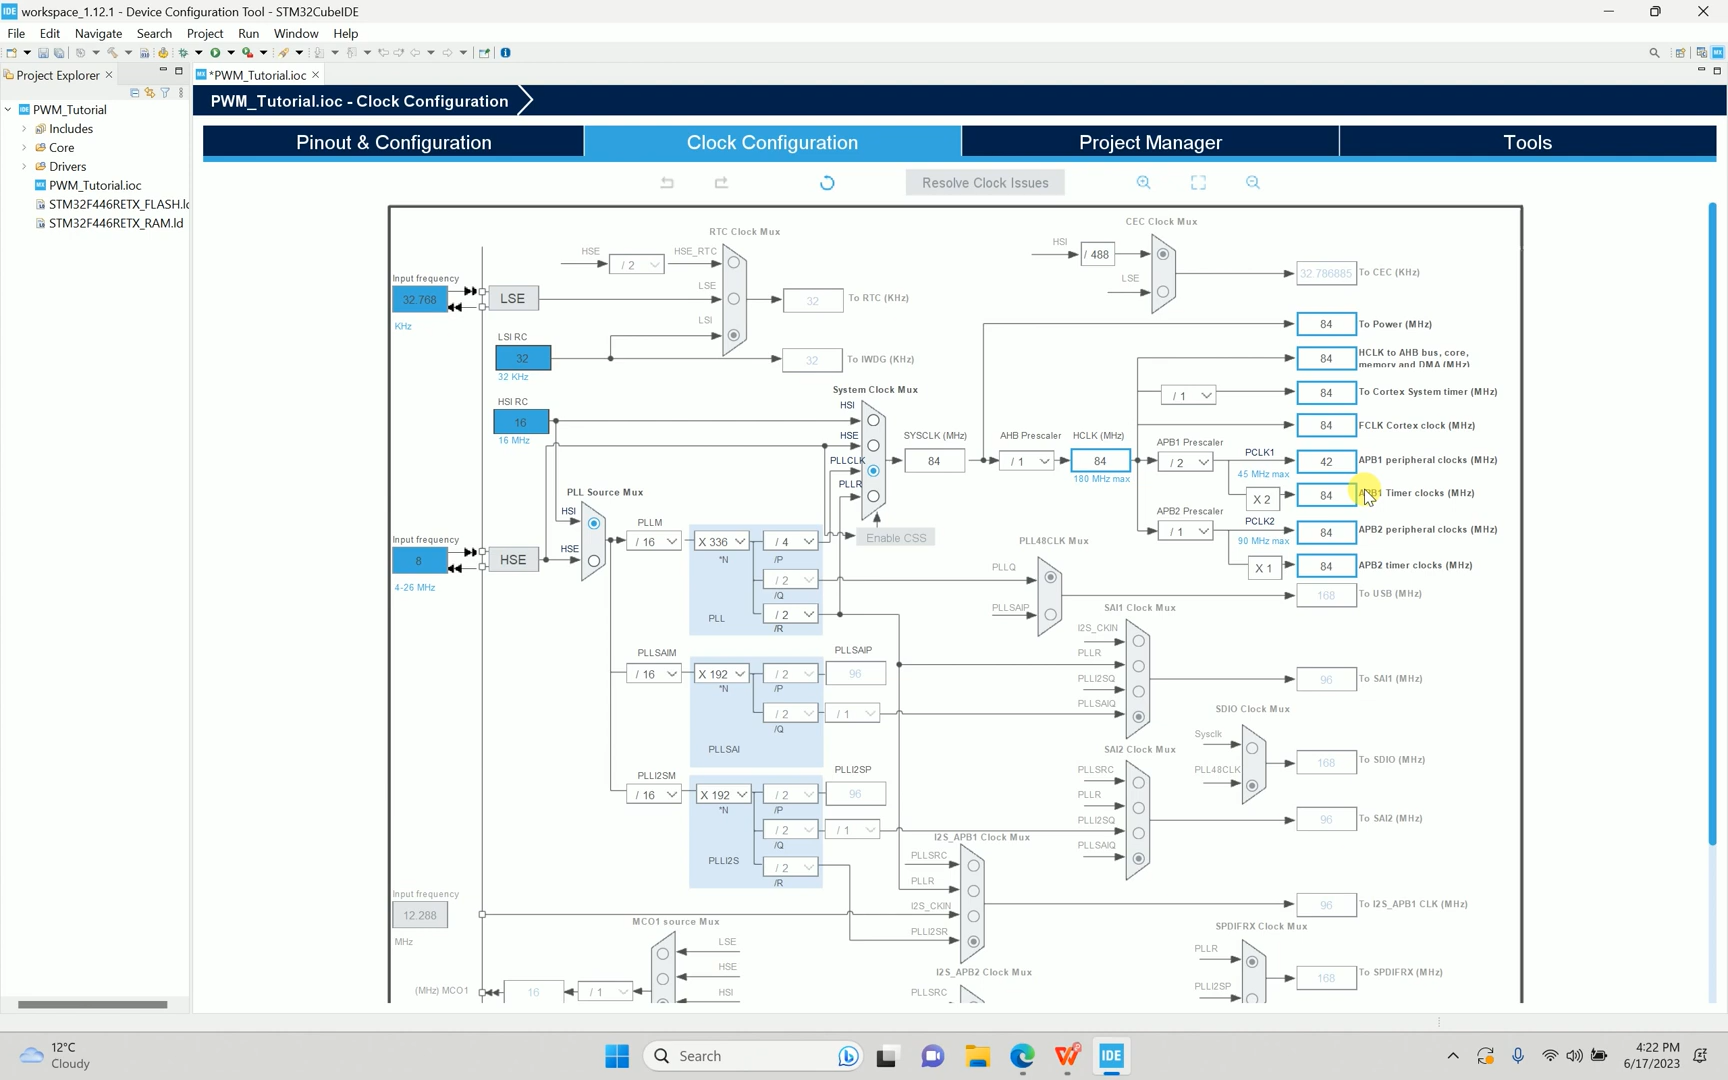 workspace_1.12.1 - Device Configuration Tool - STM32CubeIDE
File Edit Navigate Search Project Run Window Help
Project Explorer
*PWM_Tutorial.ioc
PWM_Tutorial.ioc - Clock Configuration
PWM_Tutorial
Includes
Core
Drivers
PWM_Tutorial.ioc
STM32F446RETX_FLASH.ld
STM32F446RETX_RAM.ld
Pinout & Configuration Clock Configuration Project Manager Tools
Resolve Clock Issues
RTC Clock Mux
CEC Clock Mux
HSE / 2 HSE_RTC
HSI / 488
Input frequency
32.768 LSE
KHz
LSE
32 To RTC (KHz)
LSI
LSE
32.786885 To CEC (KHz)
84 To Power (MHz)
LSI RC
32
32 KHz
32 To IWDG (KHz)
84 HCLK to AHB bus, core,
memory and DMA (MHz)
System Clock Mux
/ 1 84 To Cortex System timer (MHz)
HSI RC
16
16 MHz
HSI
HSE
PLLCLK
PLLR
84 FCLK Cortex clock (MHz)
SYSCLK (MHz) AHB Prescaler HCLK (MHz) APB1 Prescaler
84 / 1 84 / 2
180 MHz max
PCLK1 42 APB1 peripheral clocks (MHz)
45 MHz max
X 2 84 APB1 Timer clocks (MHz)
APB2 Prescaler
/ 1
PCLK2 84 APB2 peripheral clocks (MHz)
90 MHz max
X 1 84 APB2 timer clocks (MHz)
Enable CSS
PLL Source Mux
HSI
HSE
Input frequency
8 HSE
4-26 MHz
PLLM
/ 16 X 336 / 4
*N /P
/ 2
/Q
/ 2
/R
PLL
PLL48CLK Mux
PLLQ
PLLSAIP
168 To USB (MHz)
SAI1 Clock Mux
I2S_CKIN
PLLR
PLLI2SQ
PLLSAIQ
96 To SAI1 (MHz)
PLLSAIM PLLSAIP
/ 16 X 192 / 2 96
*N /P
/ 2 / 1
/Q
PLLSAI
SDIO Clock Mux
Sysclk
PLL48CLK
168 To SDIO (MHz)
SAI2 Clock Mux
PLLSRC
PLLR
PLLI2SQ
PLLSAIQ
96 To SAI2 (MHz)
PLLI2SM PLLI2SP
/ 16 X 192 / 2 96
*N /P
/ 2 / 1
/Q
PLLI2S / 2
/R
I2S_APB1 Clock Mux
PLLSRC
PLLR
I2S_CKIN
PLLI2SR
96 To I2S_APB1 CLK (MHz)
Input frequency
12.288
MHz
MCO1 source Mux
LSE
HSE
HSI
(MHz) MCO1 16 / 1
I2S_APB2 Clock Mux
PLLSRC
SPDIFRX Clock Mux
PLLR
PLLI2SP
168 To SPDIFRX (MHz)
12°C
Cloudy
Search
IDE
4:22 PM
6/17/2023